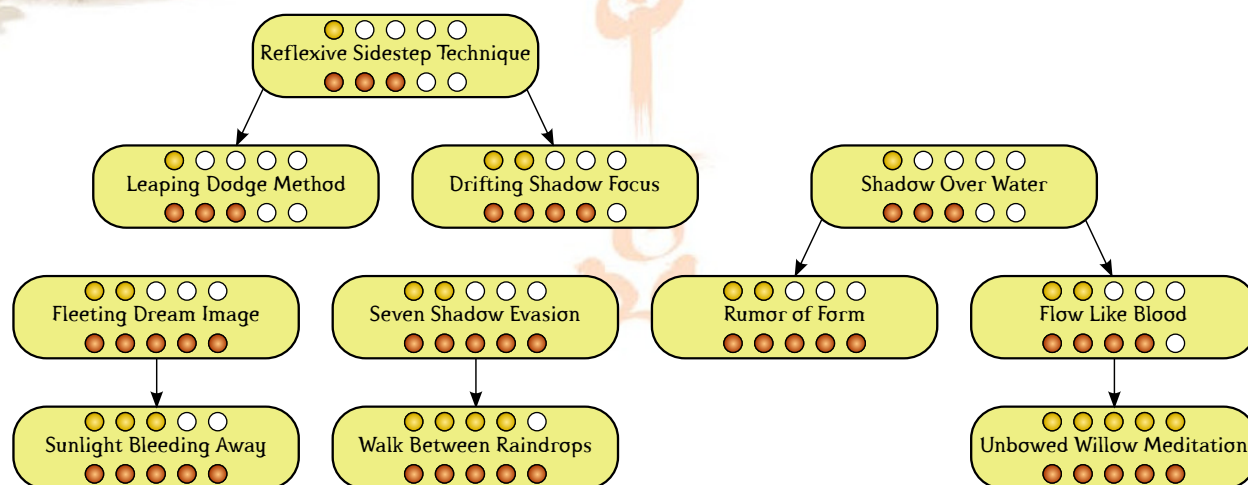 Reflexive Sidestep Technique
Leaping Dodge Method
Drifting Shadow Focus
Shadow Over Water
Fleeting Dream Image
Seven Shadow Evasion
Rumor of Form
Flow Like Blood
Sunlight Bleeding Away
Walk Between Raindrops
Unbowed Willow Meditation